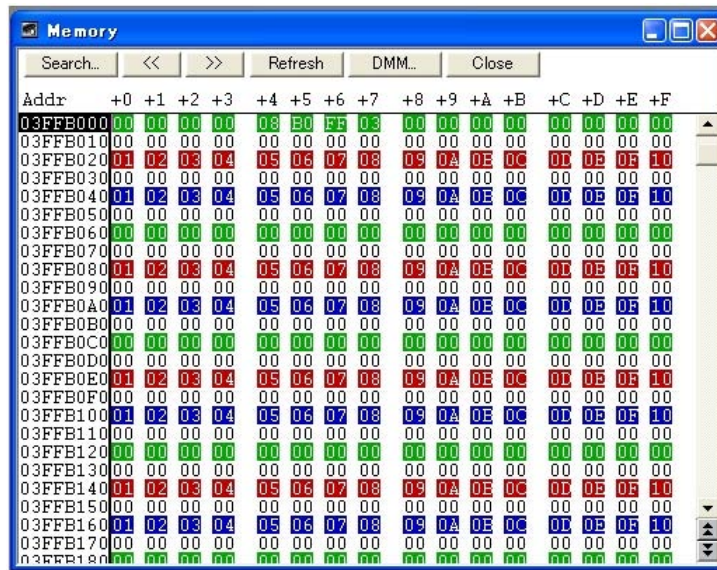 Memory
Search... << >> Refresh DMM... Close
Addr +0 +1 +2 +3 +4 +5 +6 +7 +8 +9 +A +B +C +D +E +F
03FFB000 00 00 00 00 08 B0 FF 03 00 00 00 00 00 00 00 00
03FFB010 00 00 00 00 00 00 00 00 00 00 00 00 00 00 00 00
03FFB020 01 02 03 04 05 06 07 08 09 0A 0B 0C 0D 0E 0F 10
03FFB030 00 00 00 00 00 00 00 00 00 00 00 00 00 00 00 00
03FFB040 01 02 03 04 05 06 07 08 09 0A 0B 0C 0D 0E 0F 10
03FFB050 00 00 00 00 00 00 00 00 00 00 00 00 00 00 00 00
03FFB060 00 00 00 00 00 00 00 00 00 00 00 00 00 00 00 00
03FFB070 00 00 00 00 00 00 00 00 00 00 00 00 00 00 00 00
03FFB080 01 02 03 04 05 06 07 08 09 0A 0B 0C 0D 0E 0F 10
03FFB090 00 00 00 00 00 00 00 00 00 00 00 00 00 00 00 00
03FFB0A0 01 02 03 04 05 06 07 08 09 0A 0B 0C 0D 0E 0F 10
03FFB0B0 00 00 00 00 00 00 00 00 00 00 00 00 00 00 00 00
03FFB0C0 00 00 00 00 00 00 00 00 00 00 00 00 00 00 00 00
03FFB0D0 00 00 00 00 00 00 00 00 00 00 00 00 00 00 00 00
03FFB0E0 01 02 03 04 05 06 07 08 09 0A 0B 0C 0D 0E 0F 10
03FFB0F0 00 00 00 00 00 00 00 00 00 00 00 00 00 00 00 00
03FFB100 01 02 03 04 05 06 07 08 09 0A 0B 0C 0D 0E 0F 10
03FFB110 00 00 00 00 00 00 00 00 00 00 00 00 00 00 00 00
03FFB120 00 00 00 00 00 00 00 00 00 00 00 00 00 00 00 00
03FFB130 00 00 00 00 00 00 00 00 00 00 00 00 00 00 00 00
03FFB140 01 02 03 04 05 06 07 08 09 0A 0B 0C 0D 0E 0F 10
03FFB150 00 00 00 00 00 00 00 00 00 00 00 00 00 00 00 00
03FFB160 01 02 03 04 05 06 07 08 09 0A 0B 0C 0D 0E 0F 10
03FFB170 00 00 00 00 00 00 00 00 00 00 00 00 00 00 00 00
03FFB180 00 00 00 00 00 00 00 00 00 00 00 00 00 00 00 00